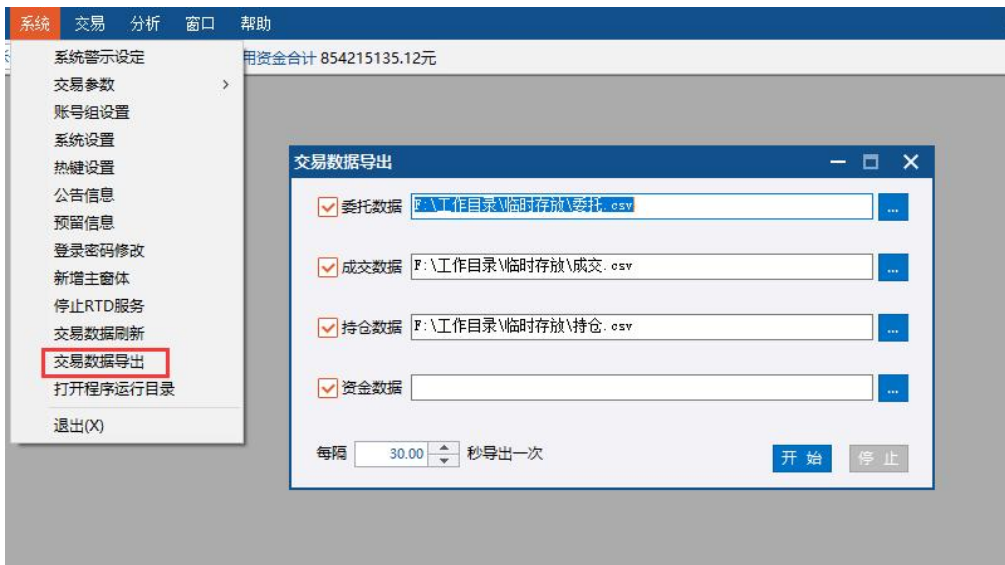 系统 交易 分析 窗口 帮助
用资金合计 854215135.12元
系统警示设定
交易参数
账号组设置
系统设置
热键设置
公告信息
预留信息
登录密码修改
新增主窗体
停止RTD服务
交易数据刷新
交易数据导出
打开程序运行目录
退出(X)
交易数据导出
委托数据 F:\工作目录\临时存放\委托.csv ...
成交数据 F:\工作目录\临时存放\成交.csv ...
持仓数据 F:\工作目录\临时存放\持仓.csv ...
资金数据 ...
每隔 30.00 秒导出一次 开始 停止